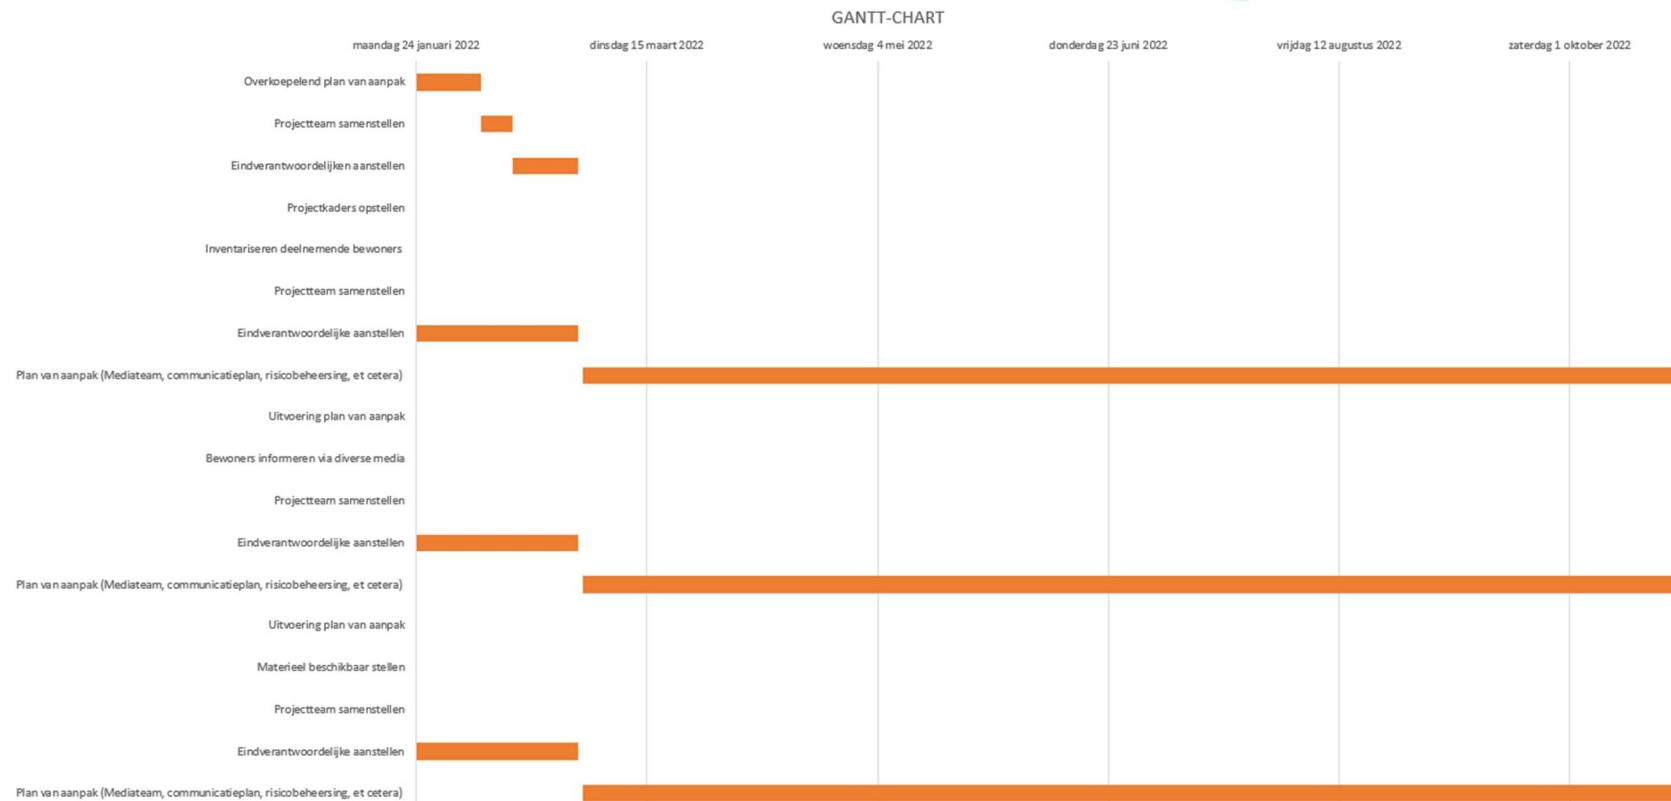 GANTT-CHART
maandag 24 januari 2022 dinsdag 15 maart 2022 woensdag 4 mei 2022 donderdag 23 juni 2022 vrijdag 12 augustus 2022 zaterdag 1 oktober 2022
Overkoepelend plan van aanpak
Projectteam samenstellen
Eindverantwoordelijken aanstellen
Projectkaders opstellen
Inventariseren deelnemende bewoners
Projectteam samenstellen
Eindverantwoordelijke aanstellen
Plan van aanpak (Mediateam, communicatieplan, risicobeheersing, et cetera)
Uitvoering plan van aanpak
Bewoners informeren via diverse media
Projectteam samenstellen
Eindverantwoordelijke aanstellen
Plan van aanpak (Mediateam, communicatieplan, risicobeheersing, et cetera)
Uitvoering plan van aanpak
Materieel beschikbaar stellen
Projectteam samenstellen
Eindverantwoordelijke aanstellen
Plan van aanpak (Mediateam, communicatieplan, risicobeheersing, et cetera)